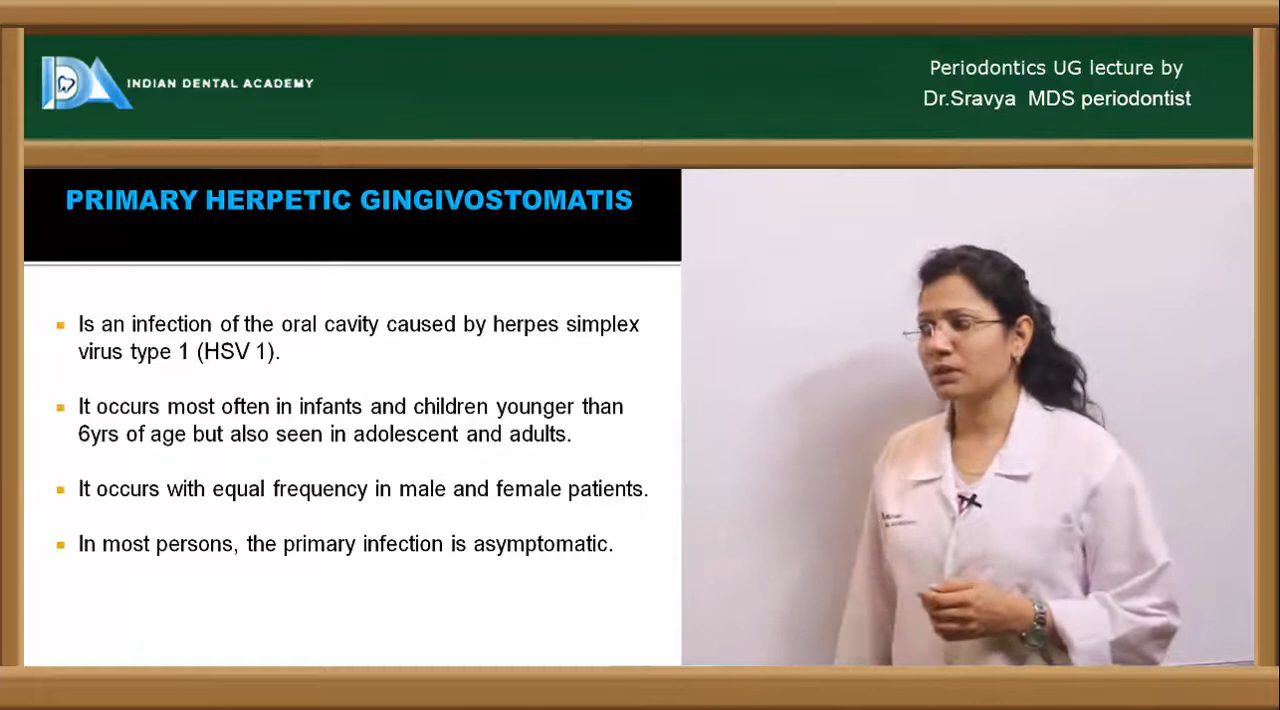 INDIAN DENTAL ACADEMY
Periodontics UG lecture by
Dr.Sravya MDS periodontist
PRIMARY HERPETIC GINGIVOSTOMATIS
Is an infection of the oral cavity caused by herpes simplex
virus type 1 (HSV 1).
It occurs most often in infants and children younger than
6yrs of age but also seen in adolescent and adults.
It occurs with equal frequency in male and female patients.
In most persons, the primary infection is asymptomatic.